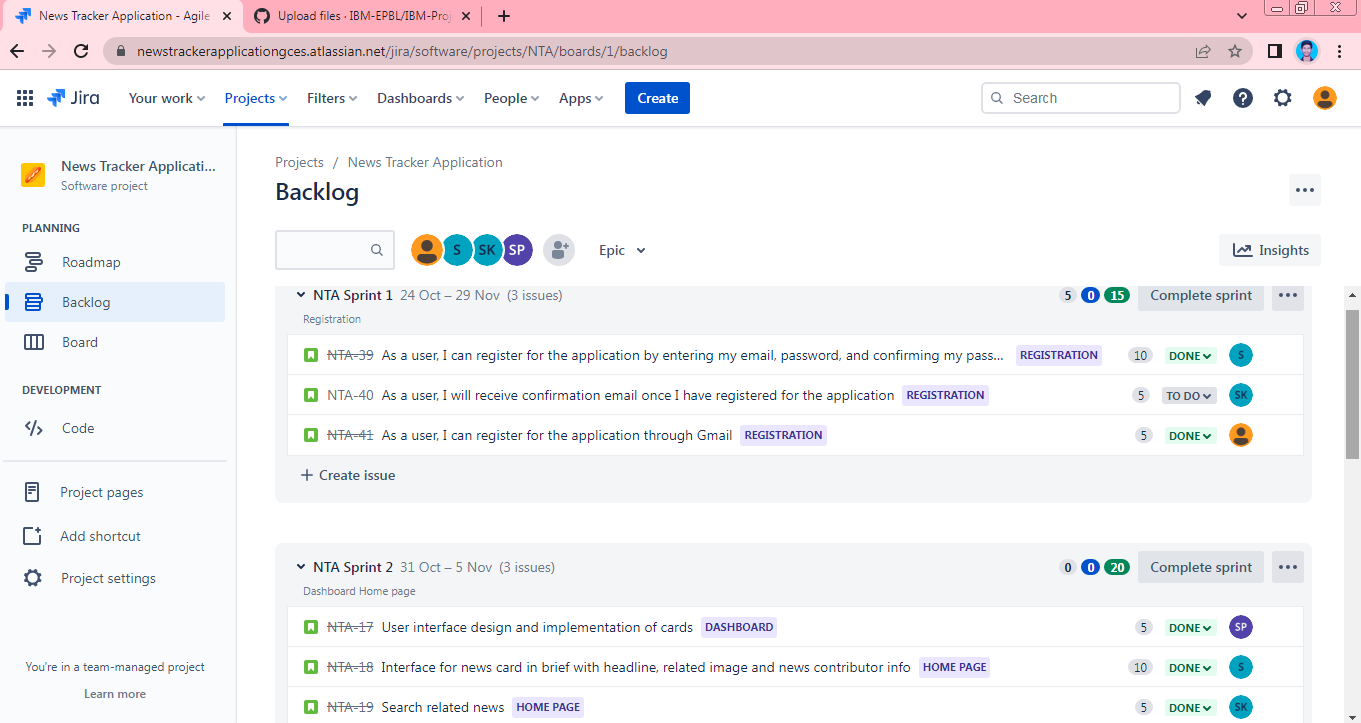 News Tracker Application - Agile
Upload files · IBM-EPBL/IBM-Proj
newstrackerapplicationgces.atlassian.net/jira/software/projects/NTA/boards/1/backlog
Jira
Your work
Projects
Filters
Dashboards
People
Apps
Create
Search
News Tracker Applicati...
Software project
PLANNING
Roadmap
Backlog
Board
DEVELOPMENT
Code
Project pages
Add shortcut
Project settings
You're in a team-managed project
Learn more
Projects / News Tracker Application
Backlog
S SK SP
Epic
Insights
NTA Sprint 1 24 Oct – 29 Nov (3 issues) 5 0 15 Complete sprint
Registration
NTA-39 As a user, I can register for the application by entering my email, password, and confirming my pass... REGISTRATION 10 DONE S
NTA-40 As a user, I will receive confirmation email once I have registered for the application REGISTRATION 5 TO DO SK
NTA-41 As a user, I can register for the application through Gmail REGISTRATION 5 DONE
+ Create issue
NTA Sprint 2 31 Oct – 5 Nov (3 issues) 0 0 20 Complete sprint
Dashboard Home page
NTA-17 User interface design and implementation of cards DASHBOARD 5 DONE SP
NTA-18 Interface for news card in brief with headline, related image and news contributor info HOME PAGE 10 DONE S
NTA-19 Search related news HOME PAGE 5 DONE SK